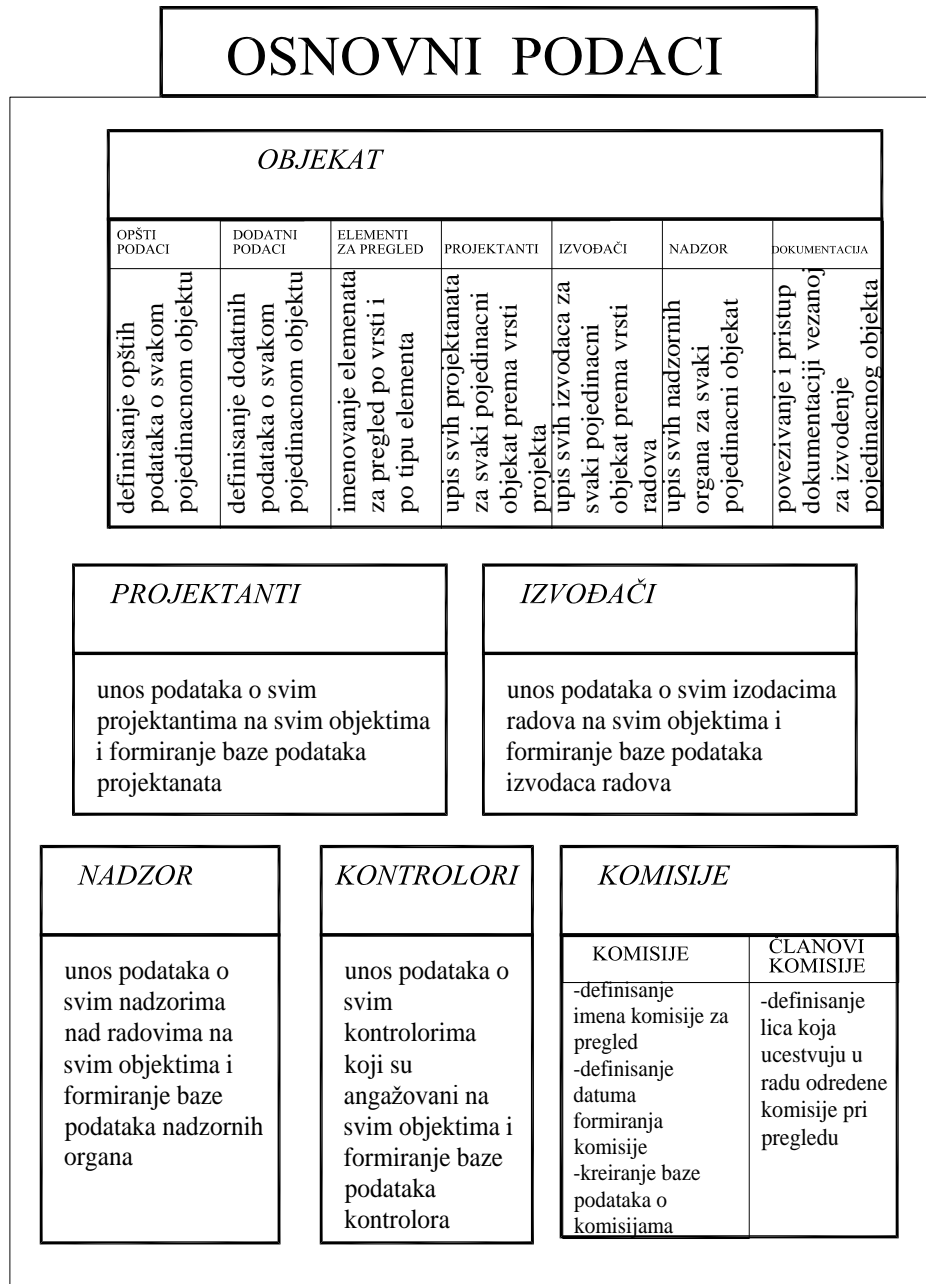 OSNOVNI PODACI
OBJEKAT
OPŠTI
PODACI
definisanje opštih
podataka o svakom
pojedinacnom objektu
DODATNI
PODACI
definisanje dodatnih
podataka o svakom
pojedinacnom objektu
ELEMENTI
ZA PREGLED
imenovanje elemenata
za pregled po vrsti i
po tipu elementa
PROJEKTANTI
upis svih projektanata
za svaki pojedinacni
objekat prema vrsti
projekta
IZVOĐAČI
upis svih izvodaca za
svaki pojedinacni
objekat prema vrsti
radova
NADZOR
upis svih nadzornih
organa za svaki
pojedinacni objekat
DOKUMENTACIJA
povezivanje i pristup
dokumentaciji vezanoj
za izvodenje
pojedinacnog objekta
PROJEKTANTI
unos podataka o svim
projektantima na svim objektima
i formiranje baze podataka
projektanata
IZVOĐAČI
unos podataka o svim izodacima
radova na svim objektima i
formiranje baze podataka
izvodaca radova
NADZOR
unos podataka o
svim nadzorima
nad radovima na
svim objektima i
formiranje baze
podataka nadzornih
organa
KONTROLORI
unos podataka o
svim
kontrolorima
koji su
angažovani na
svim objektima i
formiranje baze
podataka
kontrolora
KOMISIJE
KOMISIJE
-definisanje
imena komisije za
pregled
-definisanje
datuma
formiranja
komisije
-kreiranje baze
podataka o
komisijama
ČLANOVI
KOMISIJE
-definisanje
lica koja
ucestvuju u
radu odredene
komisije pri
pregledu